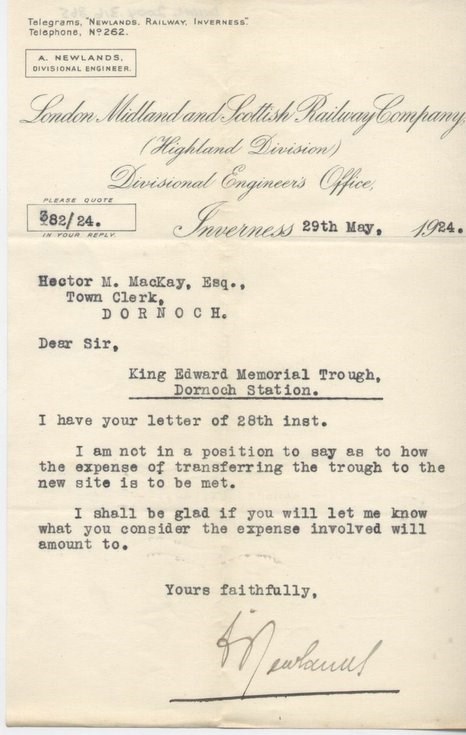 Telegrams, "NEWLANDS. RAILWAY, INVERNESS".
Telephone, Nº 262.
A. NEWLANDS,
DIVISIONAL ENGINEER.
London Midland and Scottish Railway Company,
(Highland Division)
Divisional Engineers Office,
PLEASE QUOTE
382/24.
IN YOUR REPLY.
Inverness 29th May, 1924.
Hector M. MacKay, Esq.,
Town Clerk,
DORNOCH.
Dear Sir,
King Edward Memorial Trough,
Dornoch Station.
I have your letter of 28th inst.
I am not in a position to say as to how
the expense of transferring the trough to the
new site is to be met.
I shall be glad if you will let me know
what you consider the expense involved will
amount to.
Yours faithfully,
A Newlands